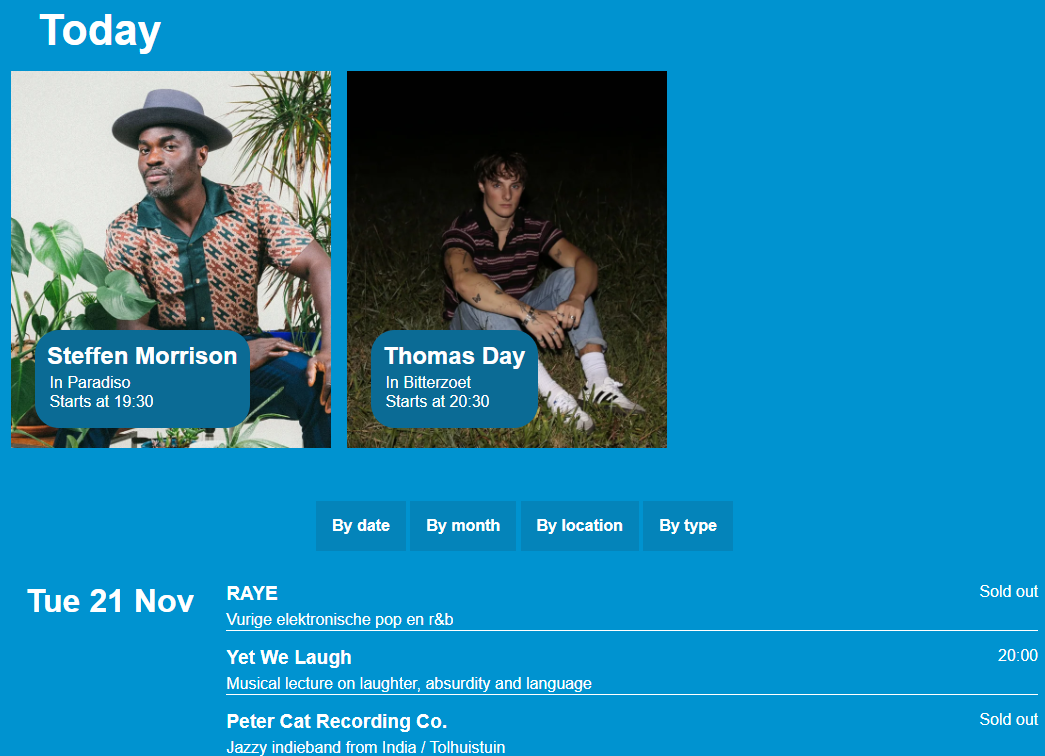 Today
Steffen Morrison
In Paradiso
Starts at 19:30
Thomas Day
In Bitterzoet
Starts at 20:30
By date
By month
By location
By type
Tue 21 Nov
RAYE
Sold out
Vurige elektronische pop en r&b
Yet We Laugh
20:00
Musical lecture on laughter, absurdity and language
Peter Cat Recording Co.
Sold out
Jazzy indieband from India / Tolhuistuin